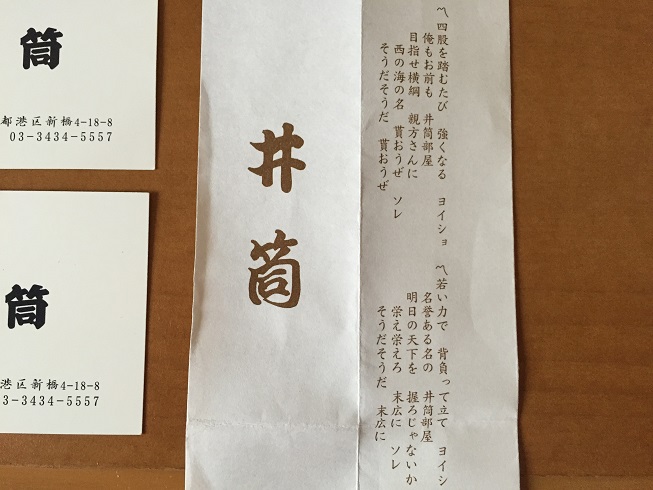 筒
都港区新橋4-18-8
03-3434-5557
筒
港区新橋4-18-8
3-3434-5557
井筒
〽四股を踏むたび 強くなる ヨイショ
俺もお前も 井筒部屋
目指せ横綱 親方さんに
西の海の名 貰おうぜ ソレ
そうだそうだ 貰おうぜ
〽若い力で 背負って立て ヨイシ
名誉ある名の 井筒部屋
明日の天下を 握ろじゃないか
栄え栄えろ 末広に ソレ
そうだそうだ 末広に